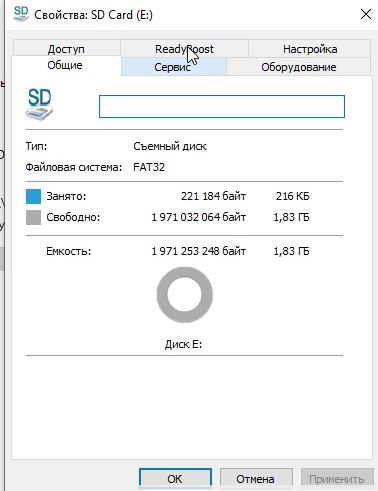 Свойства: SD Card (E:)
Доступ ReadyBoost Настройка
Общие Сервис Оборудование
SD
Тип: Съемный диск
Файловая система: FAT32
Занято: 221 184 байт 216 КБ
Свободно: 1 971 032 064 байт 1,83 ГБ
Емкость: 1 971 253 248 байт 1,83 ГБ
Диск E:
ОК Отмена Применить